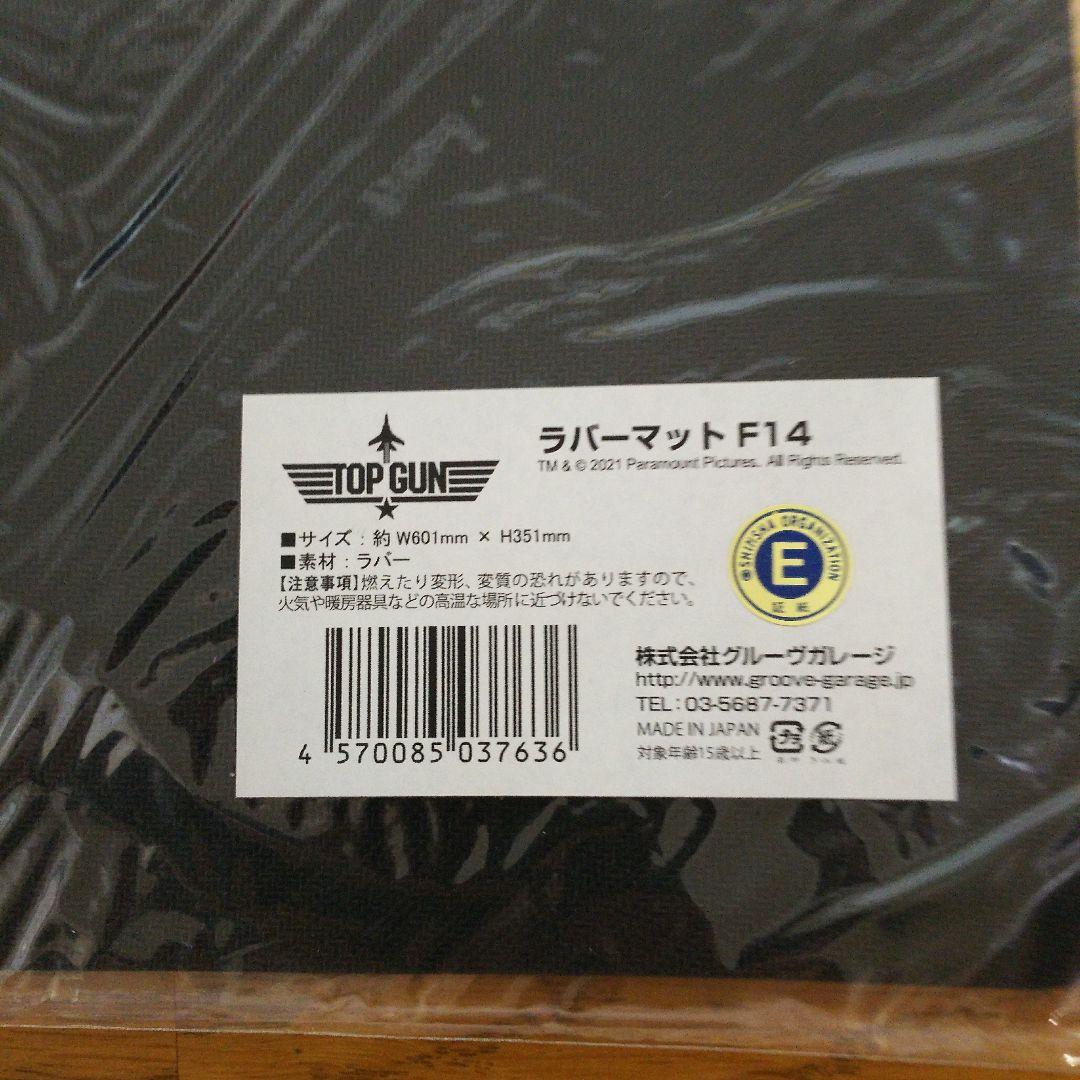 TOP GUN
ラバーマット F14
TM & © 2021 Paramount Pictures. All Rights Reserved.
■サイズ：約 W601mm × H351mm
■素材：ラバー
【注意事項】燃えたり変形、変質の恐れがありますので、
火気や暖房器具などの高温な場所に近づけないでください。
SHINSHA ORGANIZATION
E
証紙
4 570085 037636
株式会社グルーヴガレージ
http://www.groove-garage.jp
TEL：03-5687-7371
MADE IN JAPAN
プラ 紙
対象年齢15歳以上